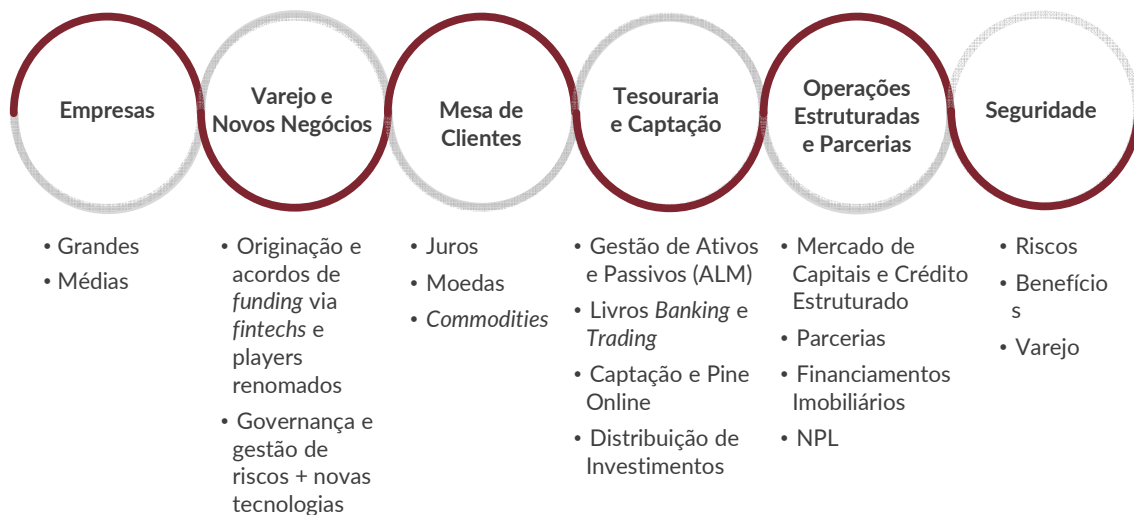 Empresas
• Grandes
• Médias
Varejo e
Novos Negócios
• Originação e
acordos de
funding via
fintechs e
players
renomados
• Governança e
gestão de
riscos + novas
tecnologias
Mesa de
Clientes
• Juros
• Moedas
• Commodities
Tesouraria
e Captação
• Gestão de Ativos
e Passivos (ALM)
• Livros Banking e
Trading
• Captação e Pine
Online
• Distribuição de
Investimentos
Operações
Estruturadas
e Parcerias
• Mercado de
Capitais e Crédito
Estruturado
• Parcerias
• Financiamentos
Imobiliários
• NPL
Seguridade
• Riscos
• Benefício
s
• Varejo